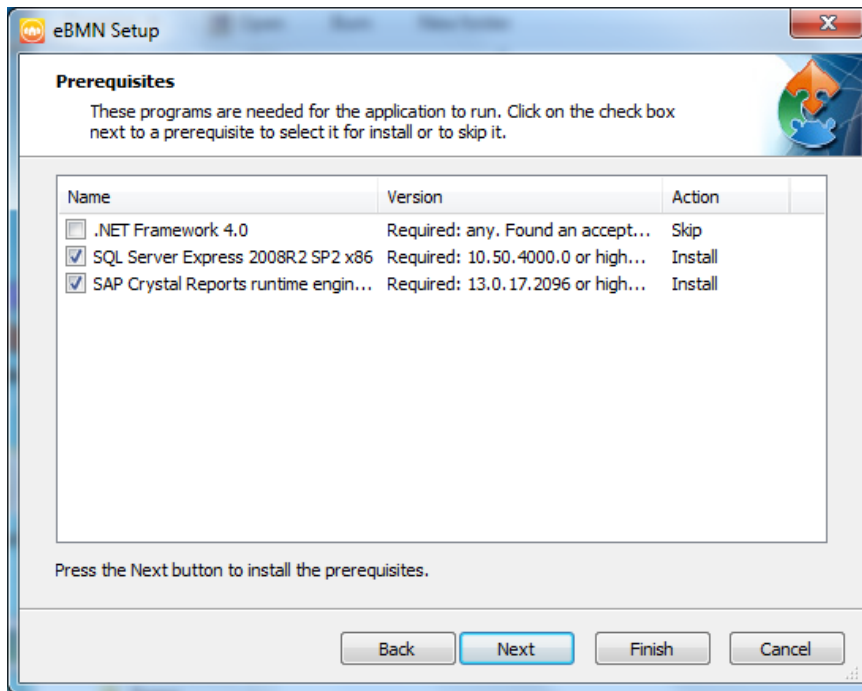 eBMN Setup
Prerequisites
These programs are needed for the application to run. Click on the check box
next to a prerequisite to select it for install or to skip it.
Name Version Action
.NET Framework 4.0 Required: any. Found an accept... Skip
SQL Server Express 2008R2 SP2 x86 Required: 10.50.4000.0 or high... Install
SAP Crystal Reports runtime engin... Required: 13.0.17.2096 or high... Install
Press the Next button to install the prerequisites.
Back Next Finish Cancel